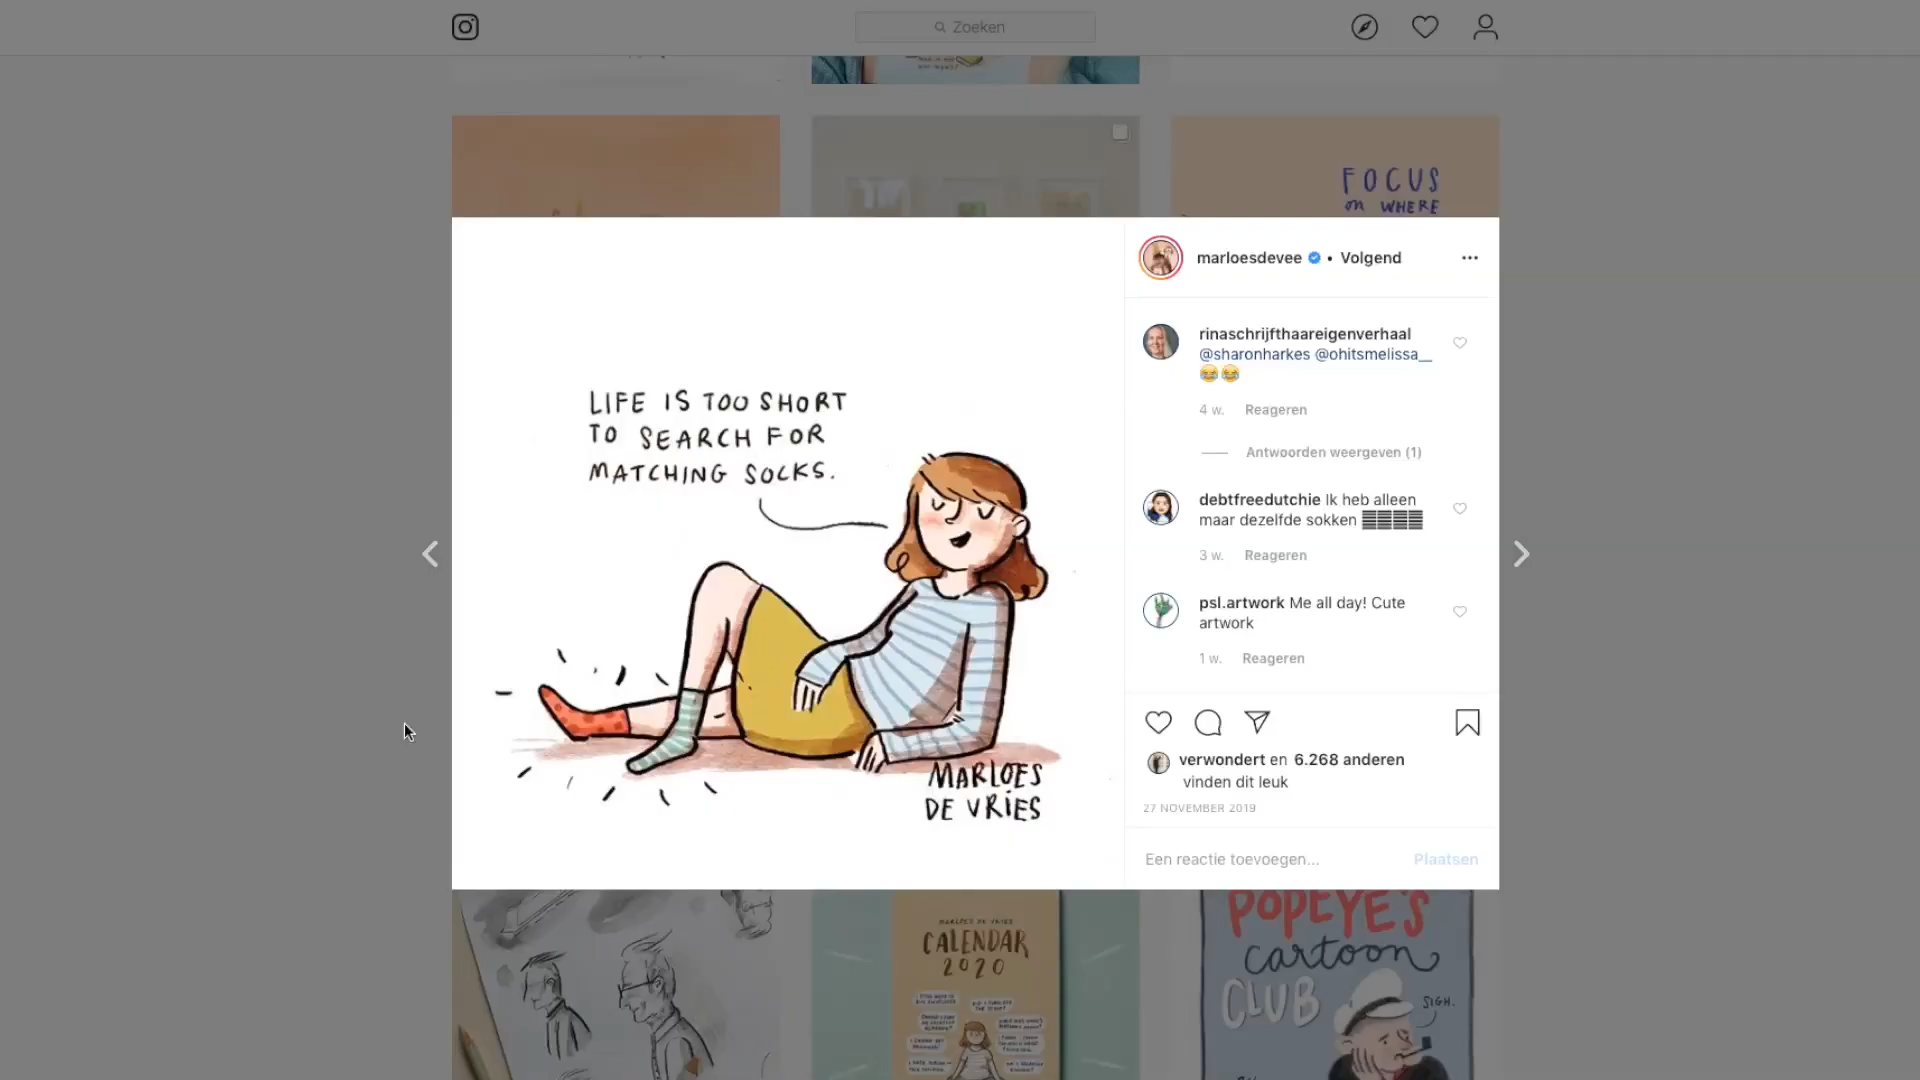 Zoeken
FOCUS
on WHERE
LIFE IS TOO SHORT
TO SEARCH FOR
MATCHING SOCKS.
MARLOES
DE VRIES
marloesdevee • Volgend
rinaschrijfthaareigenverhaal
@sharonharkes @ohitsmelissa__
😂😂
4 w. Reageren
Antwoorden weergeven (1)
debtfreedutchie Ik heb alleen
maar dezelfde sokken
3 w. Reageren
psl.artwork Me all day! Cute
artwork
1 w. Reageren
verwondert en 6.268 anderen
vinden dit leuk
27 NOVEMBER 2019
Een reactie toevoegen... Plaatsen
MARLOES DE VRIES
CALENDAR
2020
POPEYE'S
cartoon
CLUB
SIGH.